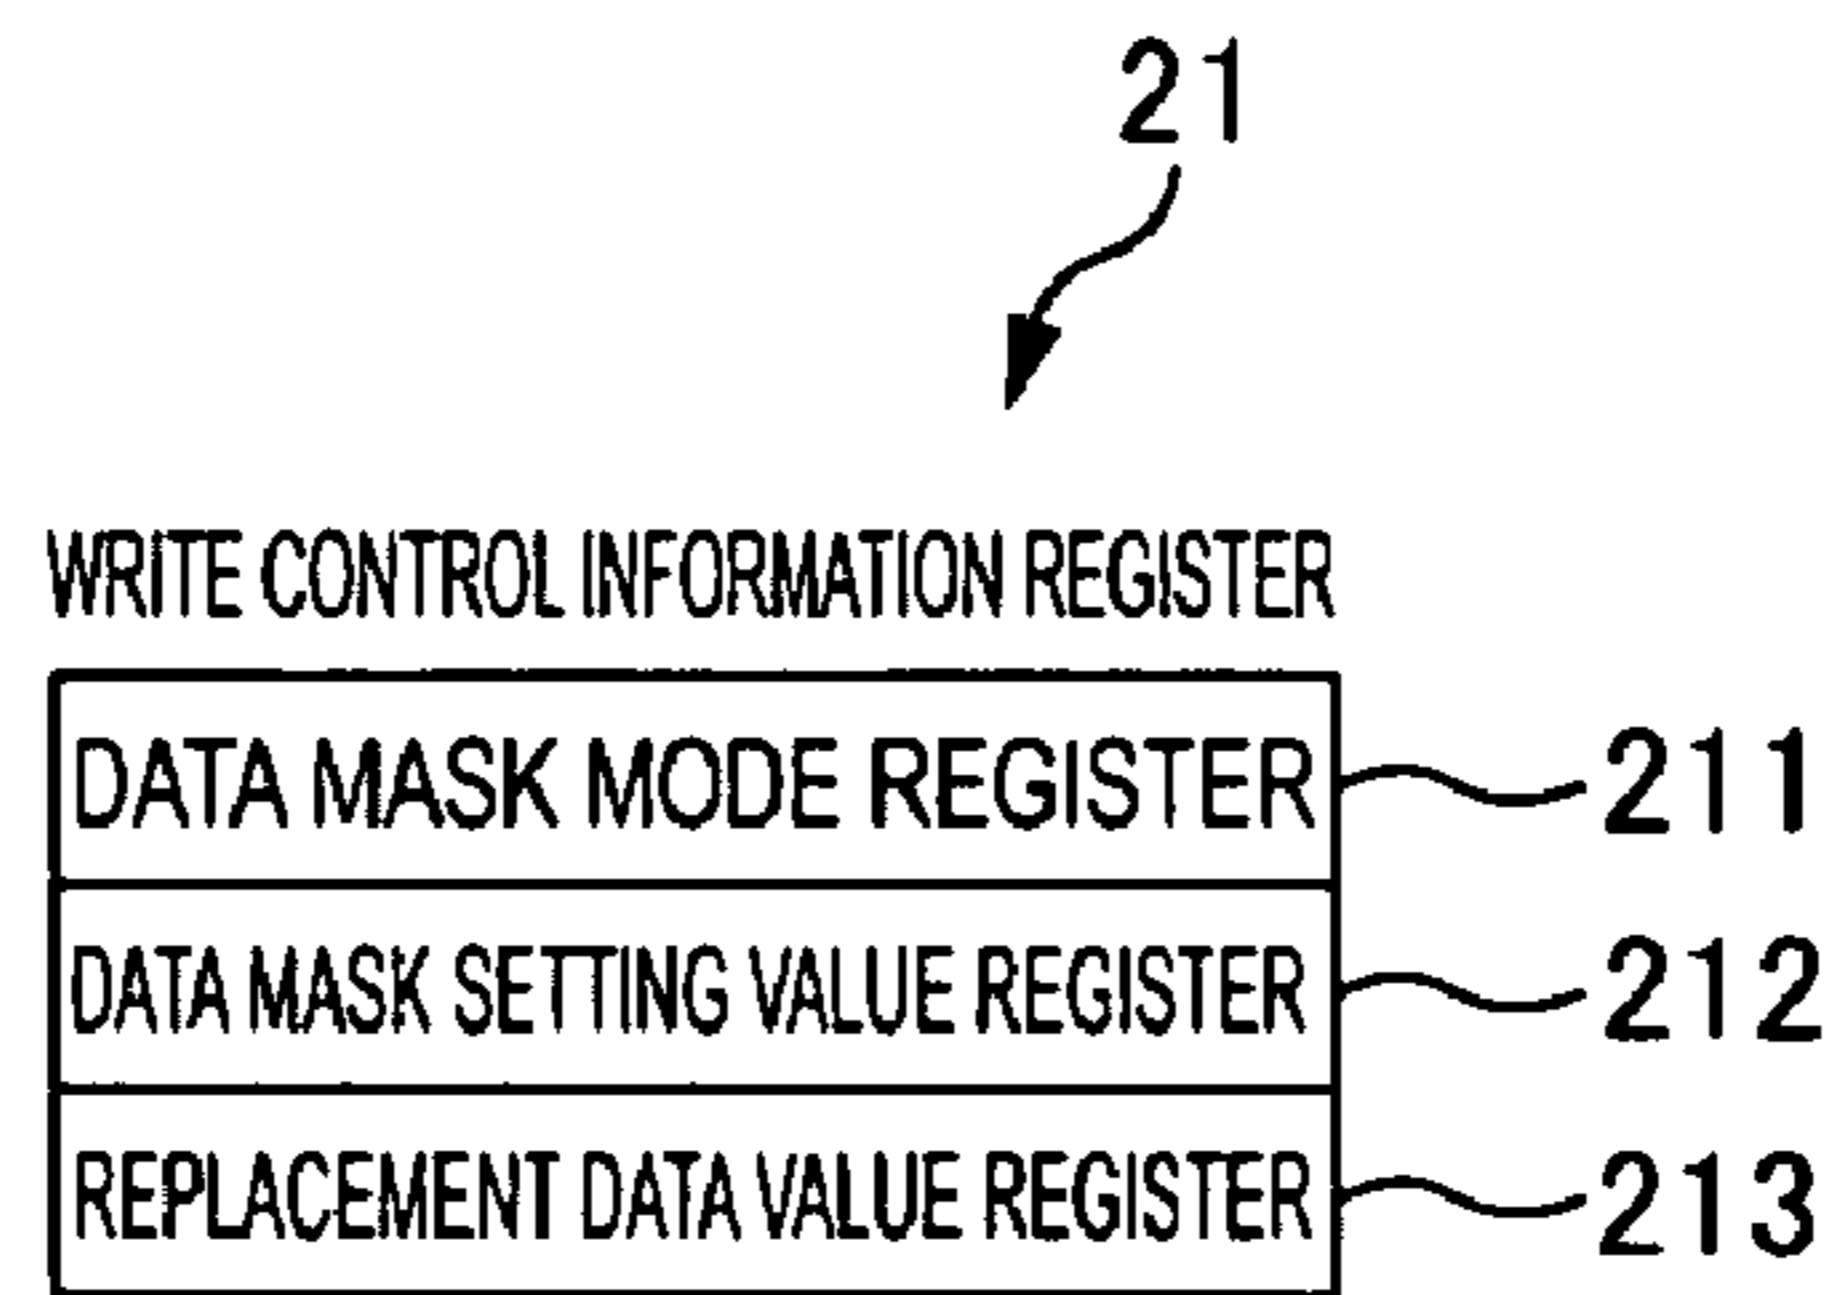 21
WRITE CONTROL INFORMATION REGISTER
DATA MASK MODE REGISTER 211
DATA MASK SETTING VALUE REGISTER 212
REPLACEMENT DATA VALUE REGISTER 213